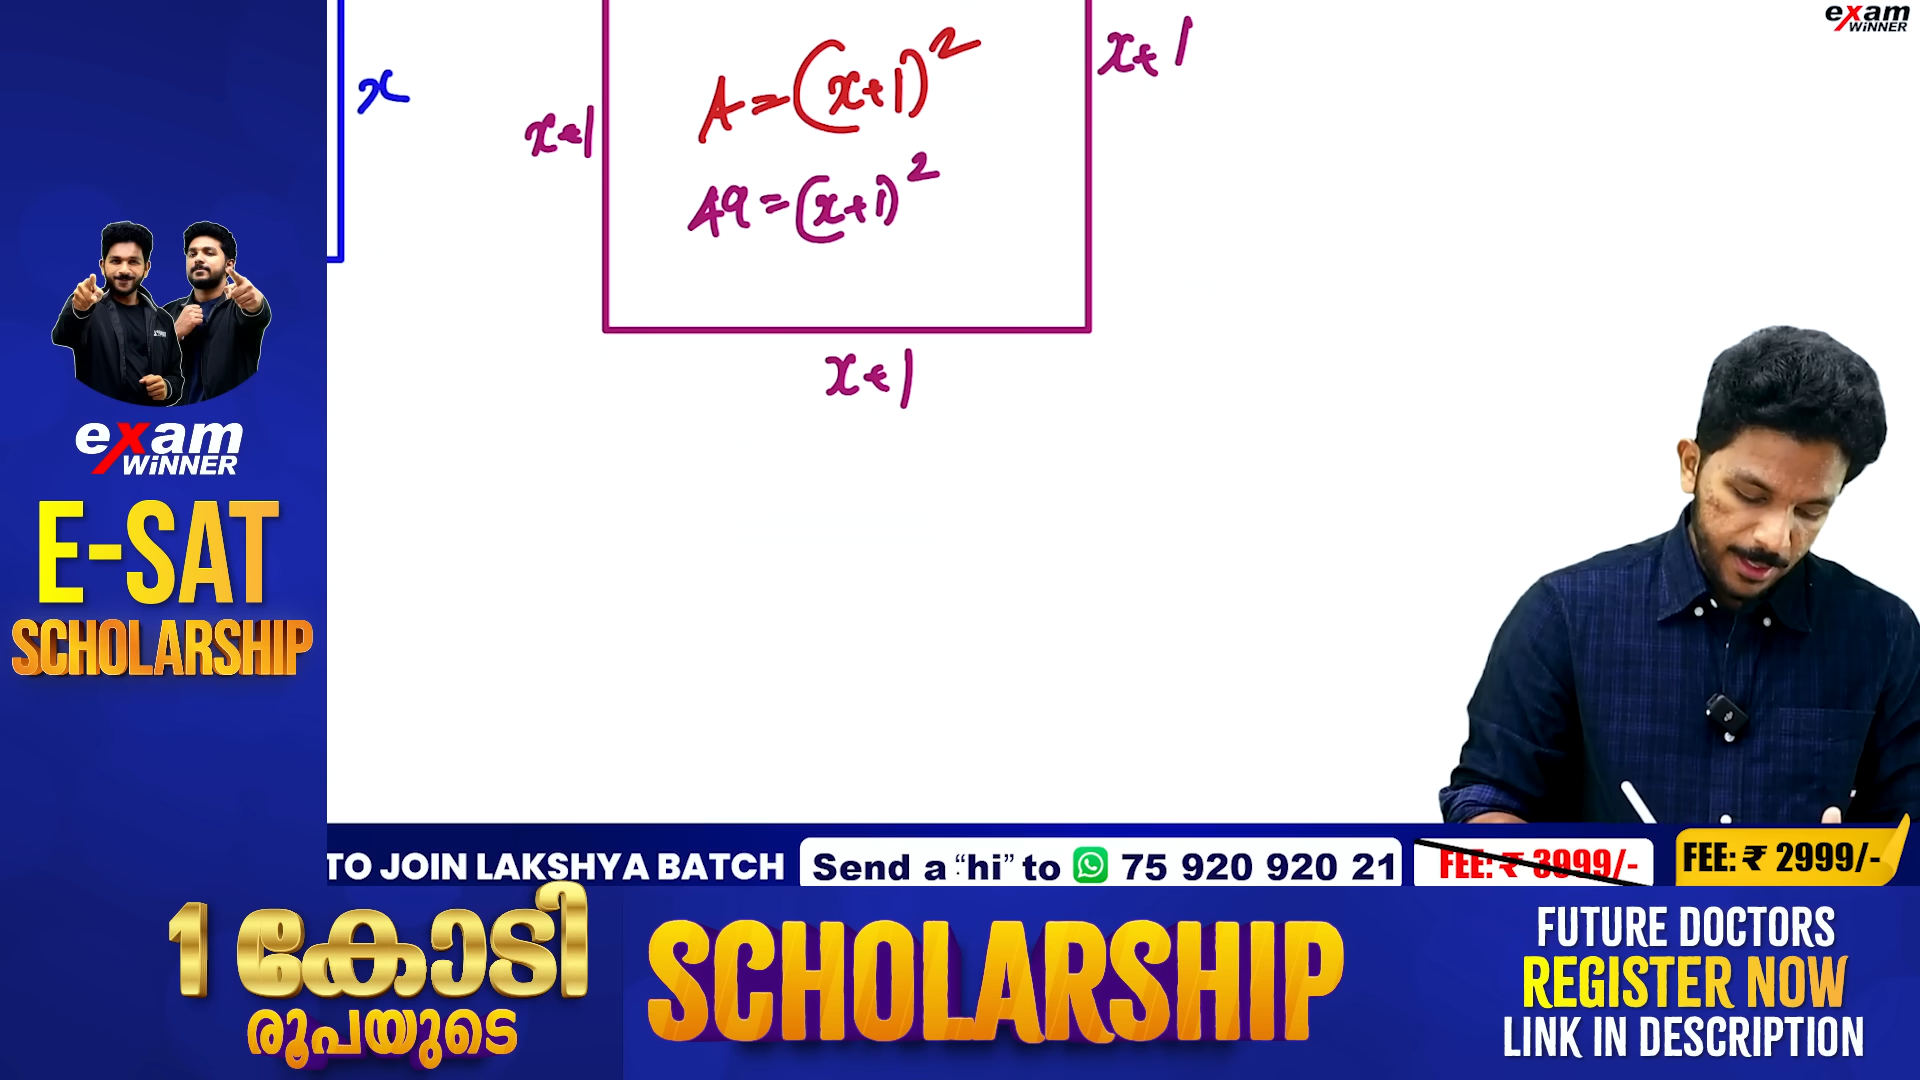 exam
WiNNER
x
x+1
A=(x+1)²
49=(x+1)²
x+1
x+1
exam
WiNNER
E-SAT
SCHOLARSHIP
TO JOIN LAKSHYA BATCH
Send a “hi” to 75 920 920 21
FEE: ₹ 3999/-
FEE: ₹ 2999/-
1 കോടി
രൂപയുടെ
SCHOLARSHIP
FUTURE DOCTORS
REGISTER NOW
LINK IN DESCRIPTION